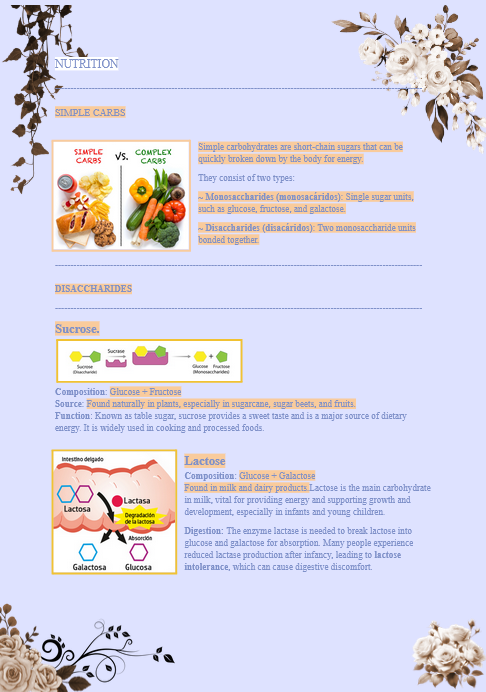 NUTRITION
SIMPLE CARBS
SIMPLE CARBS
VS.
COMPLEX CARBS
Simple carbohydrates are short-chain sugars that can be
quickly broken down by the body for energy.
They consist of two types:
~ Monosaccharides (monosacáridos): Single sugar units,
such as glucose, fructose, and galactose.
~ Disaccharides (disacáridos): Two monosaccharide units
bonded together.
DISACCHARIDES
Sucrose.
Sucrase
Sucrose
(Disaccharide)
Glucose Fructose
(Monosaccharides)
Composition: Glucose + Fructose
Source: Found naturally in plants, especially in sugarcane, sugar beets, and fruits.
Function: Known as table sugar, sucrose provides a sweet taste and is a major source of dietary
energy. It is widely used in cooking and processed foods.
Intestino delgado
Lactosa
Lactasa
Degradación
de la lactosa
Absorción
Galactosa
Glucosa
Lactose
Composition: Glucose + Galactose
Found in milk and dairy products.Lactose is the main carbohydrate
in milk, vital for providing energy and supporting growth and
development, especially in infants and young children.
Digestion: The enzyme lactase is needed to break lactose into
glucose and galactose for absorption. Many people experience
reduced lactase production after infancy, leading to lactose
intolerance, which can cause digestive discomfort.